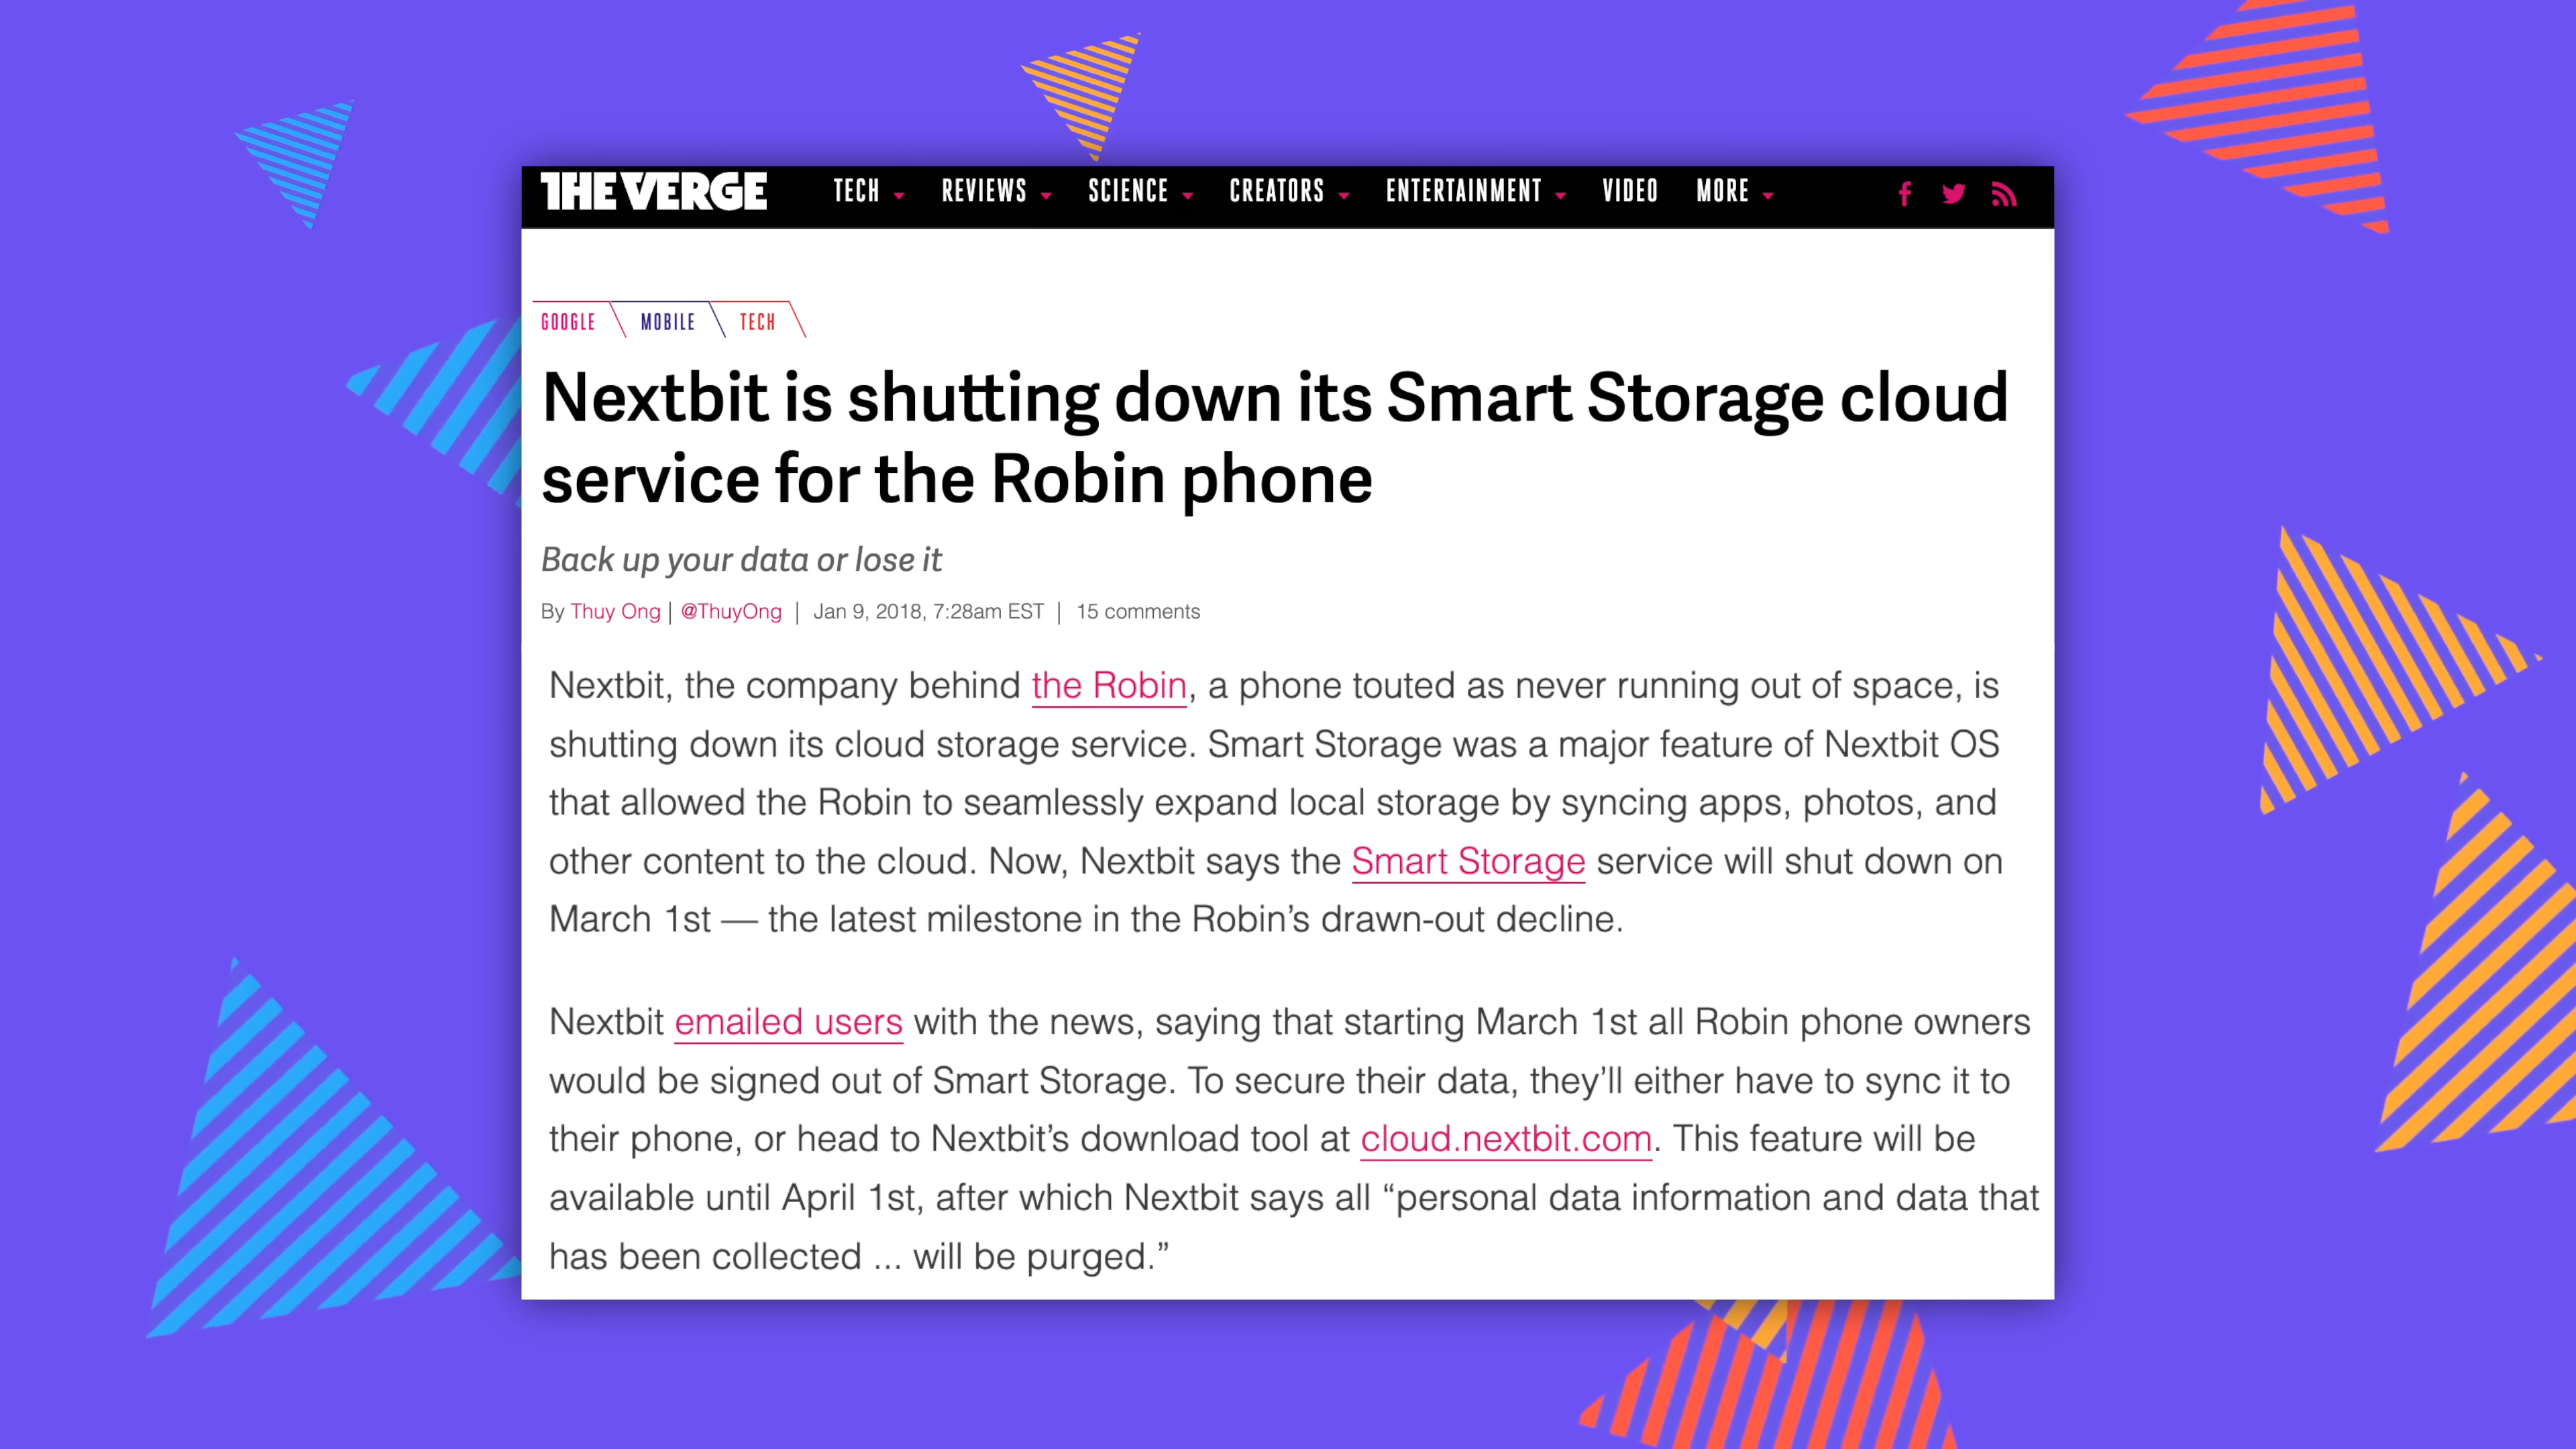 THE VERGE TECH REVIEWS SCIENCE CREATORS ENTERTAINMENT VIDEO MORE
GOOGLE MOBILE TECH
Nextbit is shutting down its Smart Storage cloud
service for the Robin phone
Back up your data or lose it
By Thuy Ong | @ThuyOng | Jan 9, 2018, 7:28am EST | 15 comments
Nextbit, the company behind the Robin, a phone touted as never running out of space, is
shutting down its cloud storage service. Smart Storage was a major feature of Nextbit OS
that allowed the Robin to seamlessly expand local storage by syncing apps, photos, and
other content to the cloud. Now, Nextbit says the Smart Storage service will shut down on
March 1st — the latest milestone in the Robin’s drawn-out decline.
Nextbit emailed users with the news, saying that starting March 1st all Robin phone owners
would be signed out of Smart Storage. To secure their data, they’ll either have to sync it to
their phone, or head to Nextbit’s download tool at cloud.nextbit.com. This feature will be
available until April 1st, after which Nextbit says all “personal data information and data that
has been collected ... will be purged.”